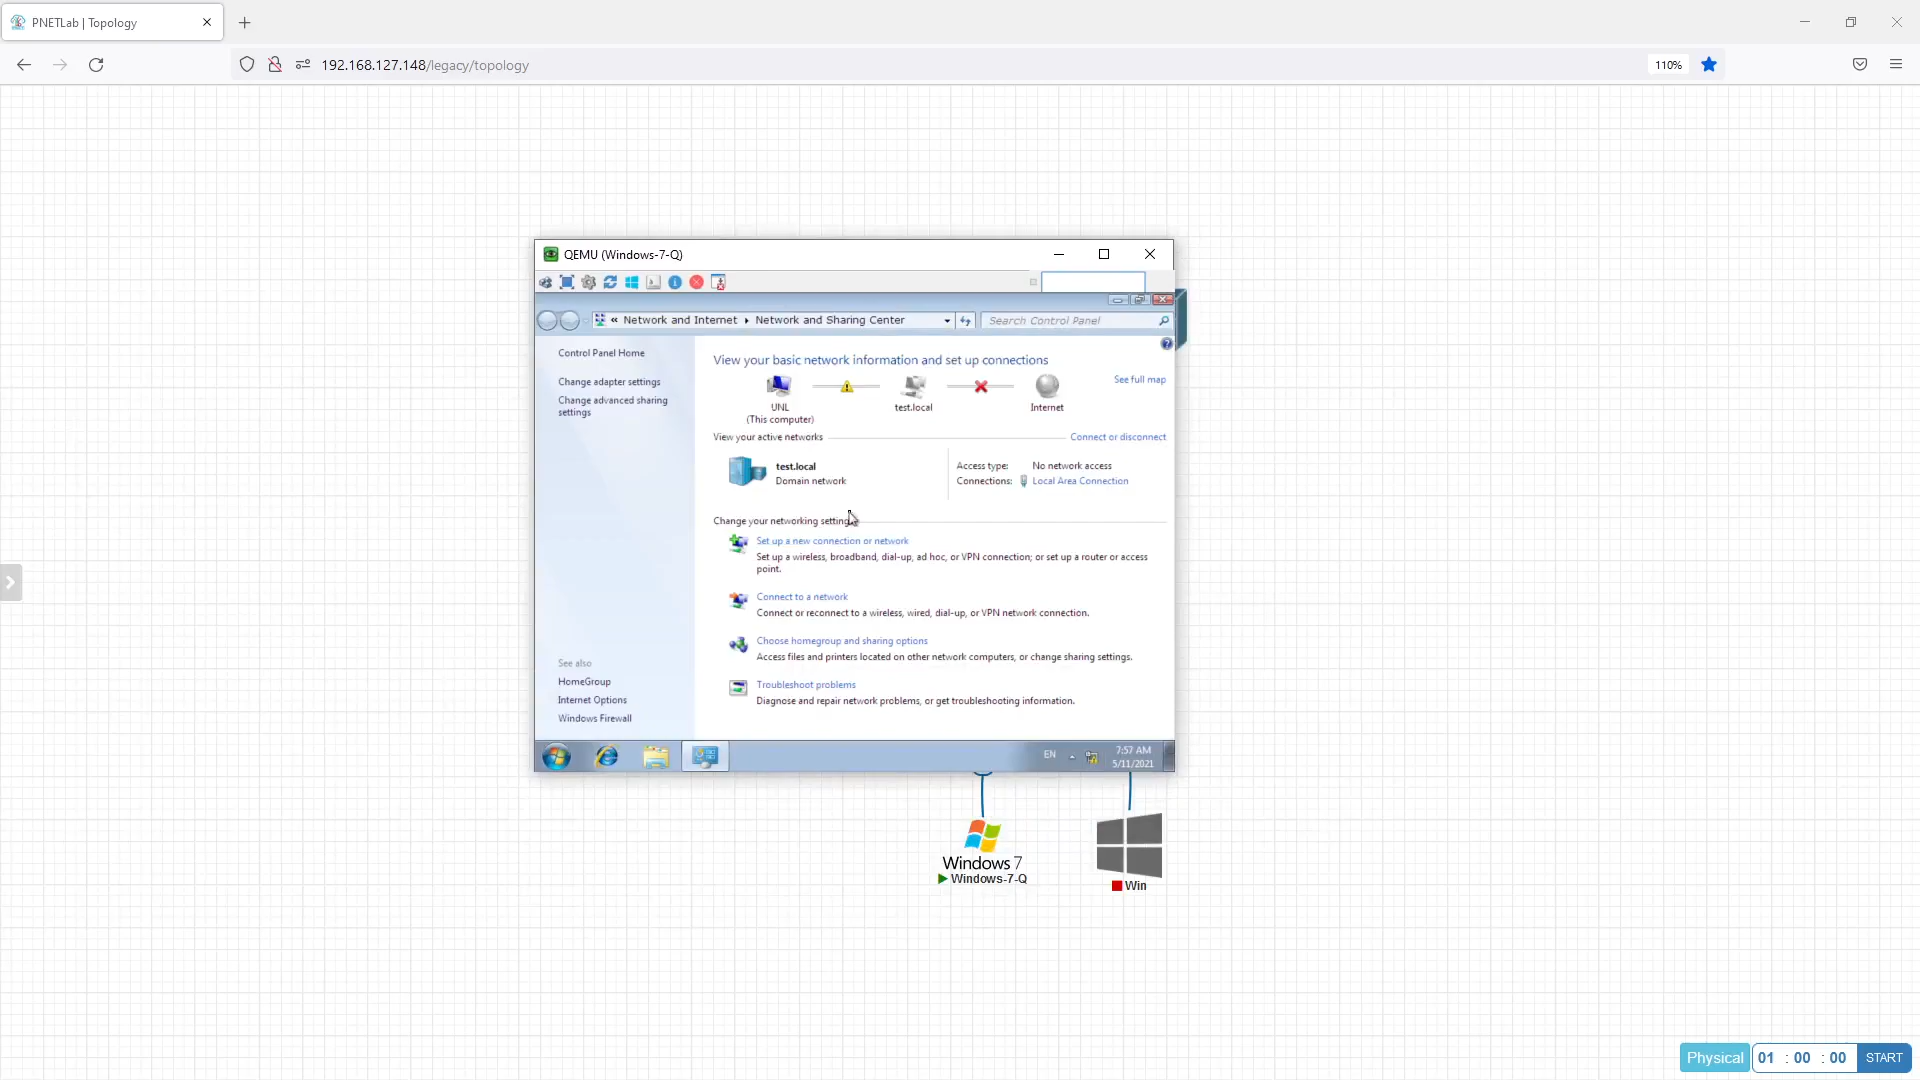 PNETLab | Topology
192.168.127.148/legacy/topology
110%
QEMU (Windows-7-Q)
« Network and Internet Network and Sharing Center
Search Control Panel
Control Panel Home
Change adapter settings
Change advanced sharing
settings
View your basic network information and set up connections
See full map
UNL
(This computer)
test.local
Internet
View your active networks
Connect or disconnect
test.local
Domain network
Access type: No network access
Connections: Local Area Connection
Change your networking settings
Set up a new connection or network
Set up a wireless, broadband, dial-up, ad hoc, or VPN connection; or set up a router or access
point.
Connect to a network
Connect or reconnect to a wireless, wired, dial-up, or VPN network connection.
Choose homegroup and sharing options
Access files and printers located on other network computers, or change sharing settings.
Troubleshoot problems
Diagnose and repair network problems, or get troubleshooting information.
See also
HomeGroup
Internet Options
Windows Firewall
EN
7:57 AM
5/11/2021
Windows 7
Windows-7-Q
Win
Physical
01 : 00 : 00
START